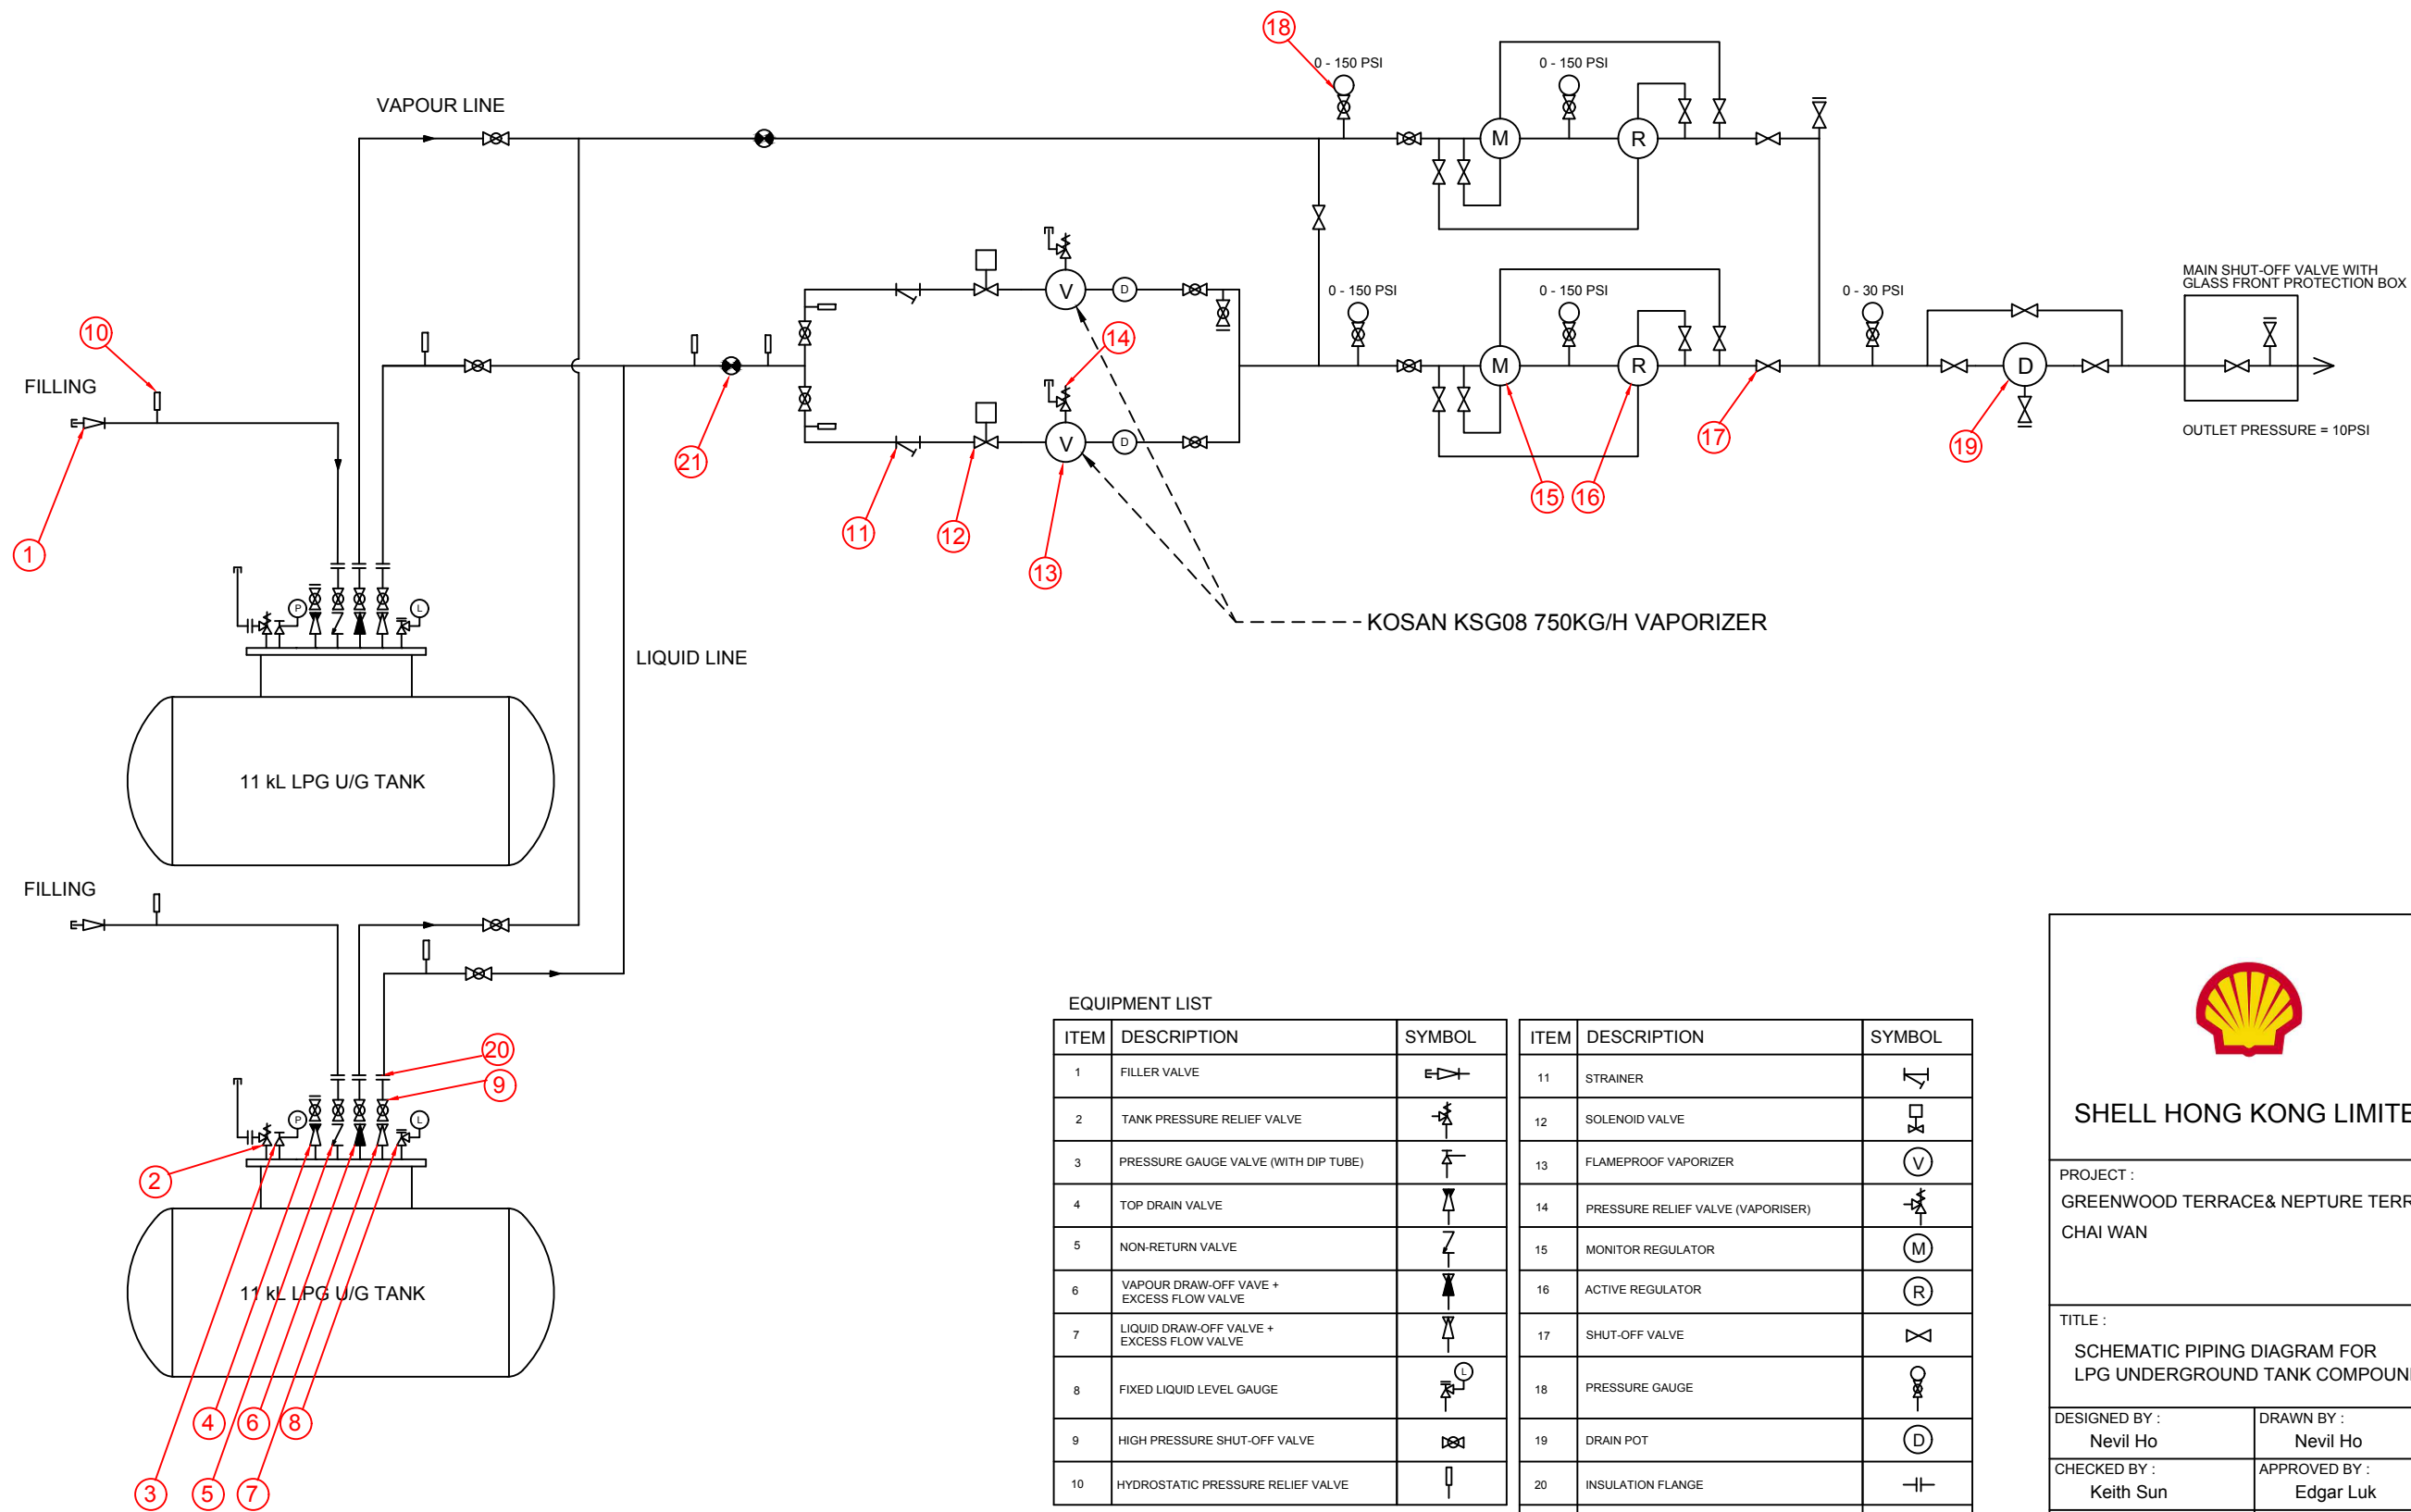 18
0 - 150 PSI
0 - 150 PSI
VAPOUR LINE
M
R
MAIN SHUT-OFF VALVE WITH
GLASS FRONT PROTECTION BOX
0 - 150 PSI
0 - 150 PSI
0 - 30 PSI
V
D
10
14
FILLING
M
R
D
17
19
OUTLET PRESSURE = 10PSI
V
D
21
15
16
11
12
1
13
P
L
KOSAN KSG08 750KG/H VAPORIZER
LIQUID LINE
11 kL LPG U/G TANK
FILLING
20
9
P
L
2
11 kL LPG U/G TANK
4
6
8
3
5
7
EQUIPMENT LIST
ITEM DESCRIPTION SYMBOL
1 FILLER VALVE
2 TANK PRESSURE RELIEF VALVE
3 PRESSURE GAUGE VALVE (WITH DIP TUBE)
4 TOP DRAIN VALVE
5 NON-RETURN VALVE
6 VAPOUR DRAW-OFF VAVE +
EXCESS FLOW VALVE
7 LIQUID DRAW-OFF VALVE +
EXCESS FLOW VALVE
8 FIXED LIQUID LEVEL GAUGE L
9 HIGH PRESSURE SHUT-OFF VALVE
10 HYDROSTATIC PRESSURE RELIEF VALVE
ITEM DESCRIPTION SYMBOL
11 STRAINER
12 SOLENOID VALVE
13 FLAMEPROOF VAPORIZER V
14 PRESSURE RELIEF VALVE (VAPORISER)
15 MONITOR REGULATOR M
16 ACTIVE REGULATOR R
17 SHUT-OFF VALVE
18 PRESSURE GAUGE
19 DRAIN POT D
20 INSULATION FLANGE
SHELL HONG KONG LIMITE
PROJECT :
GREENWOOD TERRACE& NEPTURE TERR
CHAI WAN
TITLE :
SCHEMATIC PIPING DIAGRAM FOR
LPG UNDERGROUND TANK COMPOUN
DESIGNED BY :
Nevil Ho
DRAWN BY :
Nevil Ho
CHECKED BY :
Keith Sun
APPROVED BY :
Edgar Luk